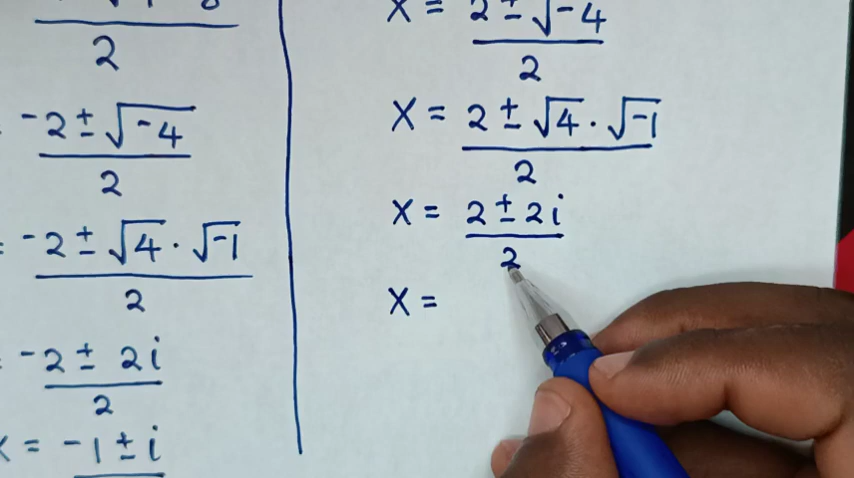 2
-2 ± √-4
2
= -2 ± √4 · √-1
2
= -2 ± 2i
2
x = -1 ± i
x = 2 ± √-4
2
x = 2 ± √4 · √-1
2
x = 2 ± 2i
2
x =